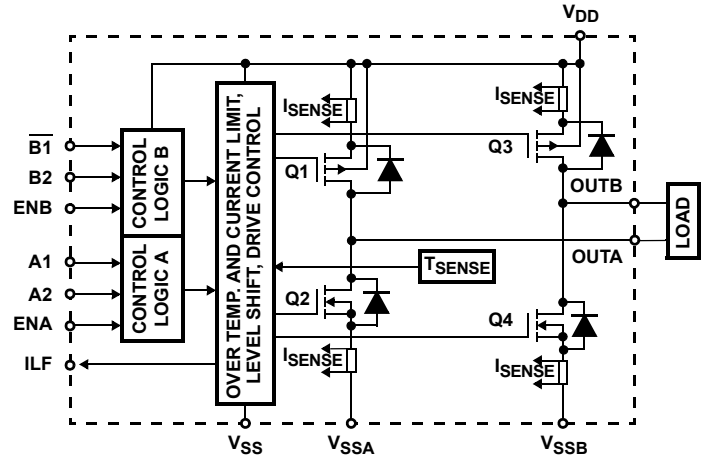 VDD
ISENSE
ISENSE
B1
B2
ENB
A1
A2
ENA
ILF
CONTROL
LOGIC B
CONTROL
LOGIC A
OVER TEMP. AND CURRENT LIMIT,
LEVEL SHIFT, DRIVE CONTROL
Q1
Q3
OUTB
OUTA
LOAD
TSENSE
Q2
Q4
ISENSE
ISENSE
VSS
VSSA
VSSB